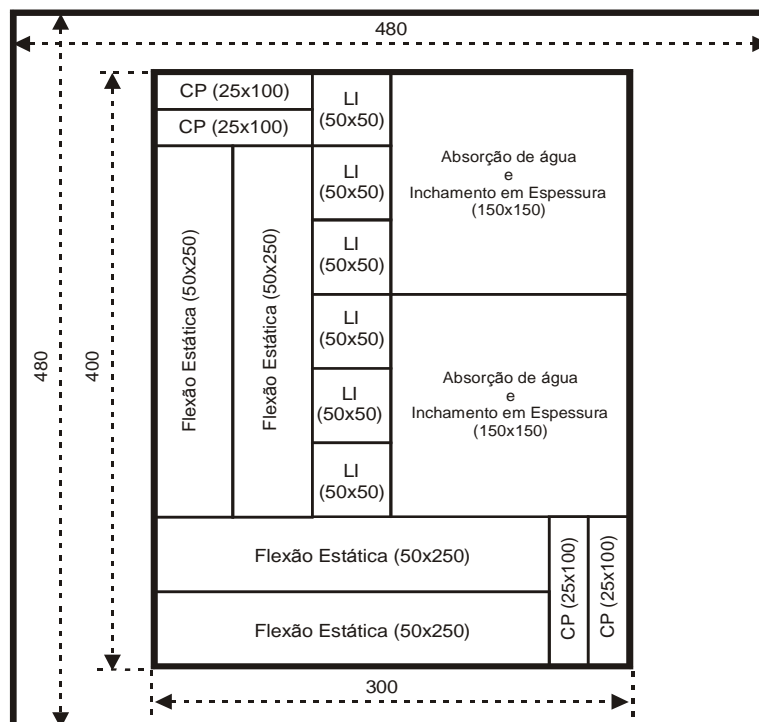 480
CP (25x100)
CP (25x100)
LI
(50x50)
Absorção de água
e
Inchamento em Espessura
(150x150)
LI
(50x50)
LI
(50x50)
Flexão Estática (50x250)
Flexão Estática (50x250)
480
400
LI
(50x50)
LI
(50x50)
LI
(50x50)
Absorção de água
e
Inchamento em Espessura
(150x150)
Flexão Estática (50x250)
Flexão Estática (50x250)
CP (25x100)
CP (25x100)
300